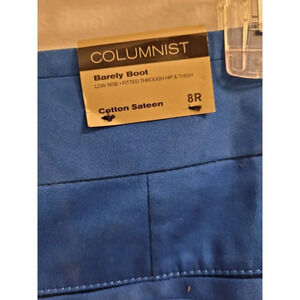 COLUMNIST
Barely Boot
LOW RISE • FITTED THROUGH HIP & THIGH
Cotton Sateen 8R